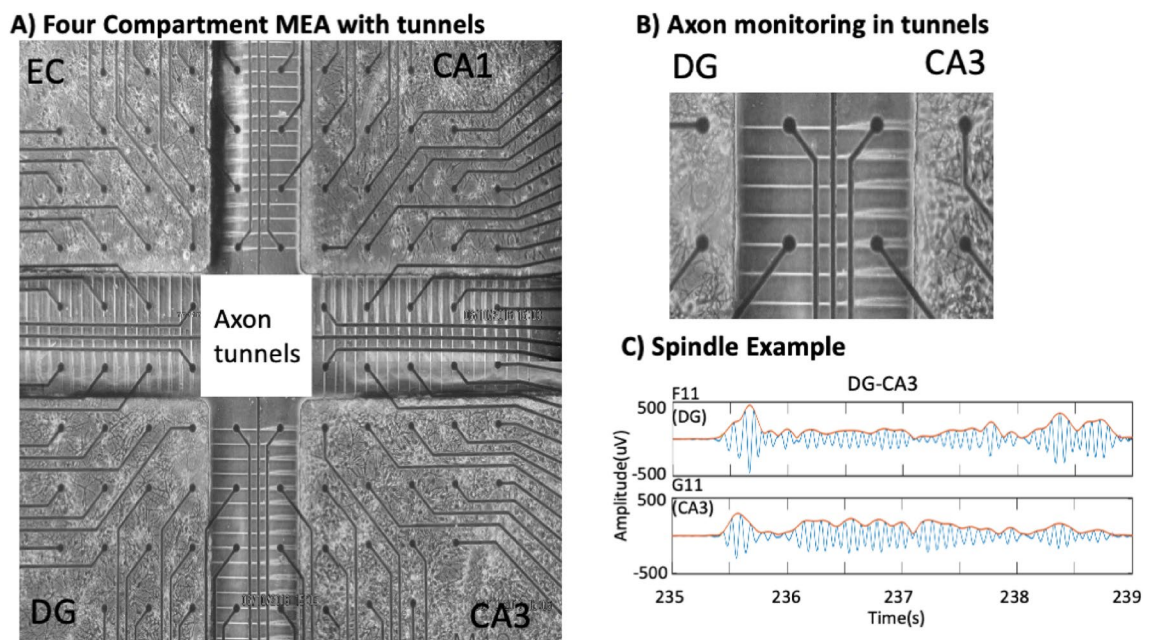 A) Four Compartment MEA with tunnels
EC
CA1
Axon
tunnels
DG
CA3
B) Axon monitoring in tunnels
DG
CA3
C) Spindle Example
DG-CA3
F11
(DG)
500
-500
G11
(CA3)
500
-500
Amplitude(uV)
235
236
237
238
239
Time(s)